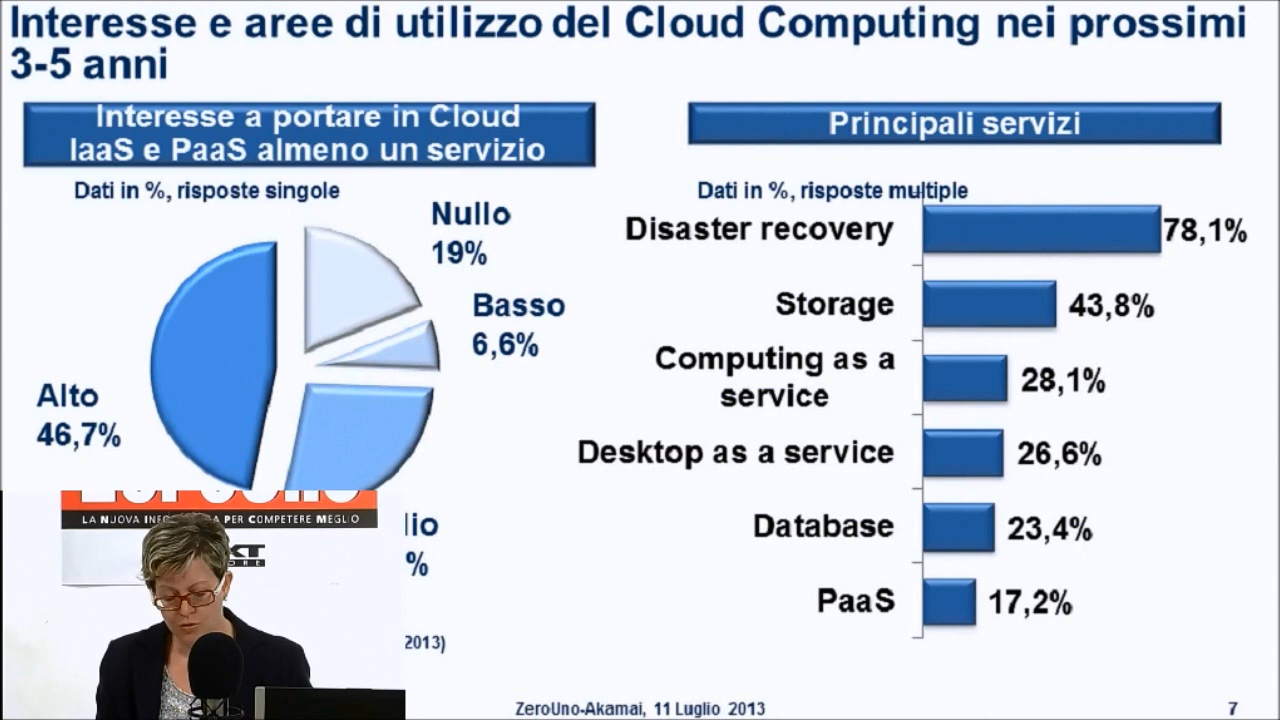 Interesse e aree di utilizzo del Cloud Computing nei prossimi
3-5 anni
Interesse a portare in Cloud
IaaS e PaaS almeno un servizio
Dati in %, risposte singole
Nullo
19%
Basso
6,6%
Alto
46,7%
lio
%
2013)
Principali servizi
Dati in %, risposte multiple
Disaster recovery
78,1%
Storage
43,8%
Computing as a
service
28,1%
Desktop as a service
26,6%
Database
23,4%
PaaS
17,2%
LA NUOVA PER COMPETERE MEGLIO
ZeroUno-Akamai, 11 Luglio 2013
7